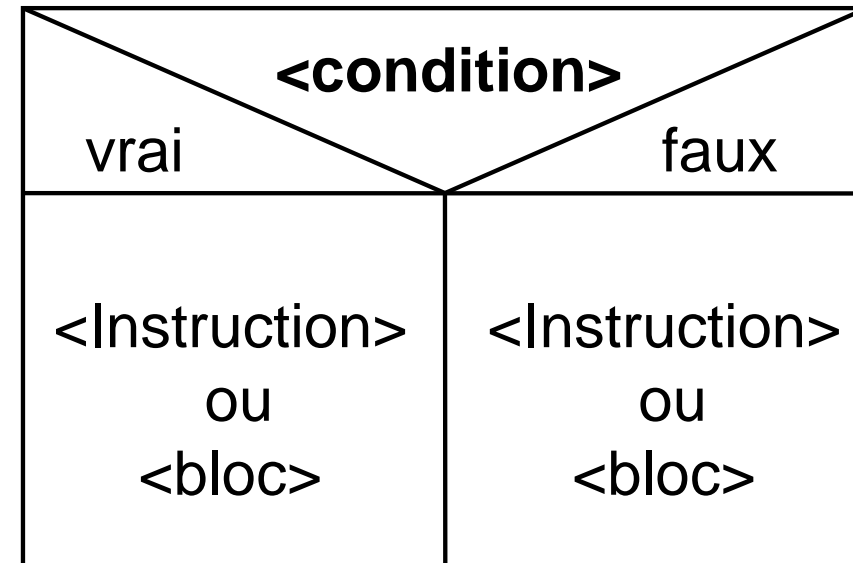 <condition>
vrai
faux
<Instruction>
ou
<bloc>
<Instruction>
ou
<bloc>